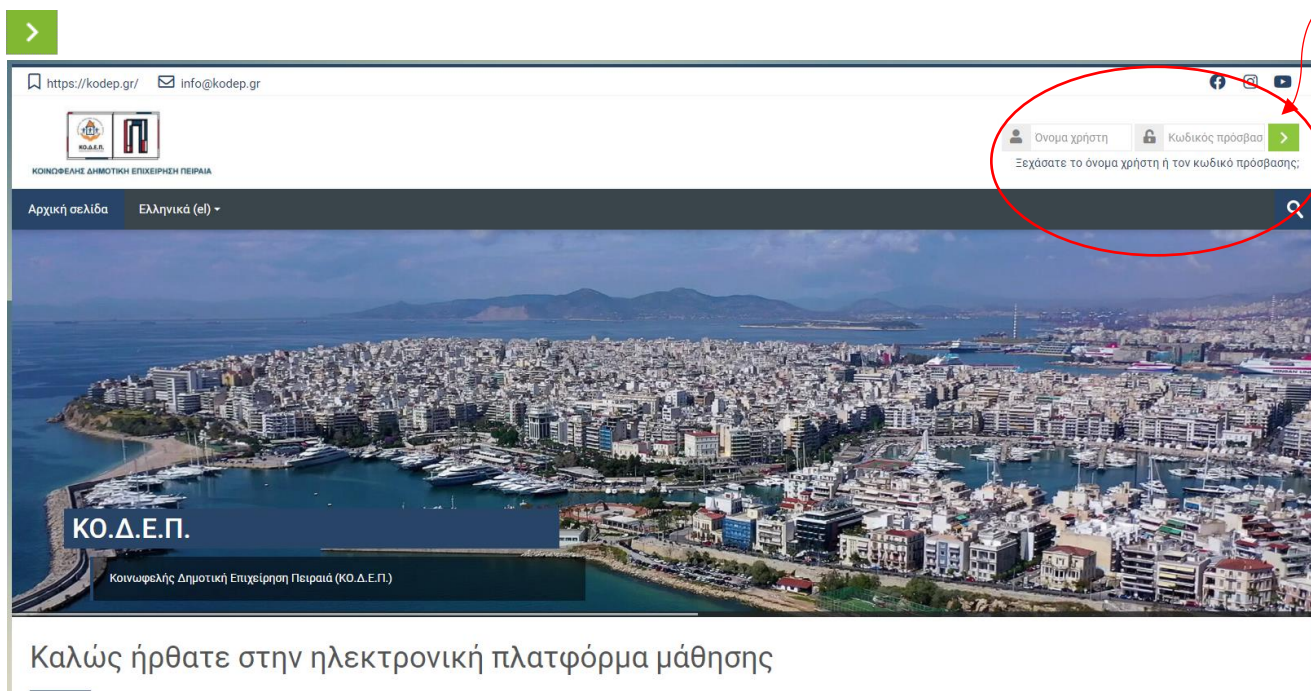 https://kodep.gr/ info@kodep.gr
ΚΟ.Δ.Ε.Π.
ΚΟΙΝΩΦΕΛΗΣ ΔΗΜΟΤΙΚΗ ΕΠΙΧΕΙΡΗΣΗ ΠΕΙΡΑΙΑ
Όνομα χρήστη Κωδικός πρόσβασ
Ξεχάσατε το όνομα χρήστη ή τον κωδικό πρόσβασης;
Αρχική σελίδα Ελληνικά (el)
ΚΟ.Δ.Ε.Π.
Κοινωφελής Δημοτική Επιχείρηση Πειραιά (ΚΟ.Δ.Ε.Π.)
Καλώς ήρθατε στην ηλεκτρονική πλατφόρμα μάθησης